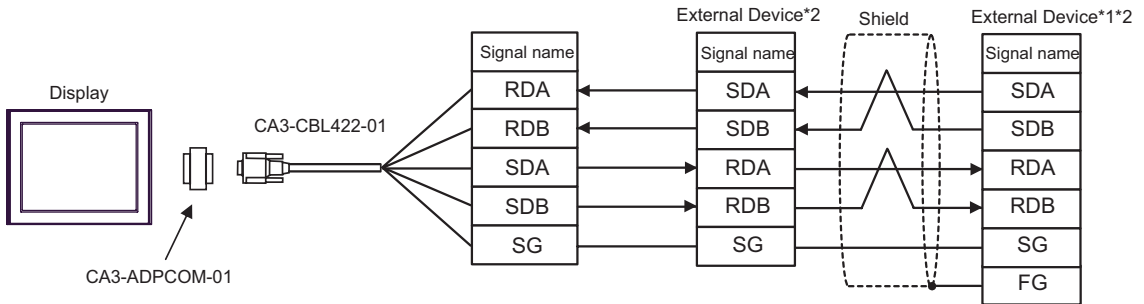 Display
CA3-ADPCOM-01
CA3-CBL422-01
Signal name
RDA
RDB
SDA
SDB
SG
External Device*2
Signal name
SDA
SDB
RDA
RDB
SG
Shield
External Device*1*2
Signal name
SDA
SDB
RDA
RDB
SG
FG